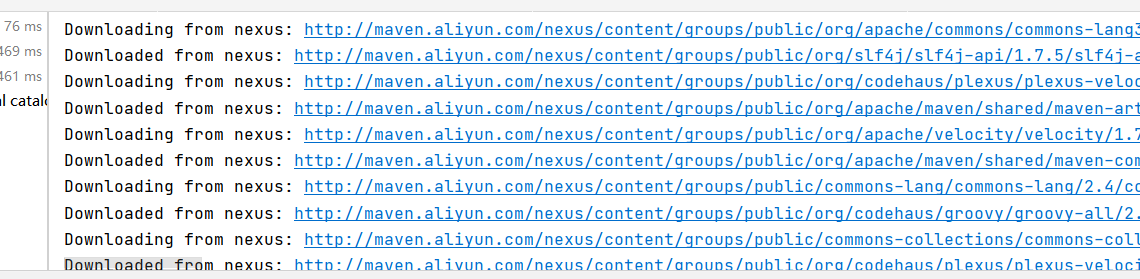 76 ms
Downloading from nexus: http://maven.aliyun.com/nexus/content/groups/public/org/apache/commons/commons-lang3
469 ms
Downloaded from nexus: http://maven.aliyun.com/nexus/content/groups/public/org/slf4j/slf4j-api/1.7.5/slf4j-a
461 ms
Downloading from nexus: http://maven.aliyun.com/nexus/content/groups/public/org/codehaus/plexus/plexus-veloc
l catalo
Downloaded from nexus: http://maven.aliyun.com/nexus/content/groups/public/org/apache/maven/shared/maven-art
Downloading from nexus: http://maven.aliyun.com/nexus/content/groups/public/org/apache/velocity/velocity/1.7
Downloaded from nexus: http://maven.aliyun.com/nexus/content/groups/public/org/apache/maven/shared/maven-com
Downloading from nexus: http://maven.aliyun.com/nexus/content/groups/public/commons-lang/commons-lang/2.4/co
Downloaded from nexus: http://maven.aliyun.com/nexus/content/groups/public/org/codehaus/groovy/groovy-all/2.
Downloading from nexus: http://maven.aliyun.com/nexus/content/groups/public/commons-collections/commons-coll
Downloaded from nexus: http://maven.aliyun.com/nexus/content/groups/public/org/codehaus/plexus/plexus-veloci